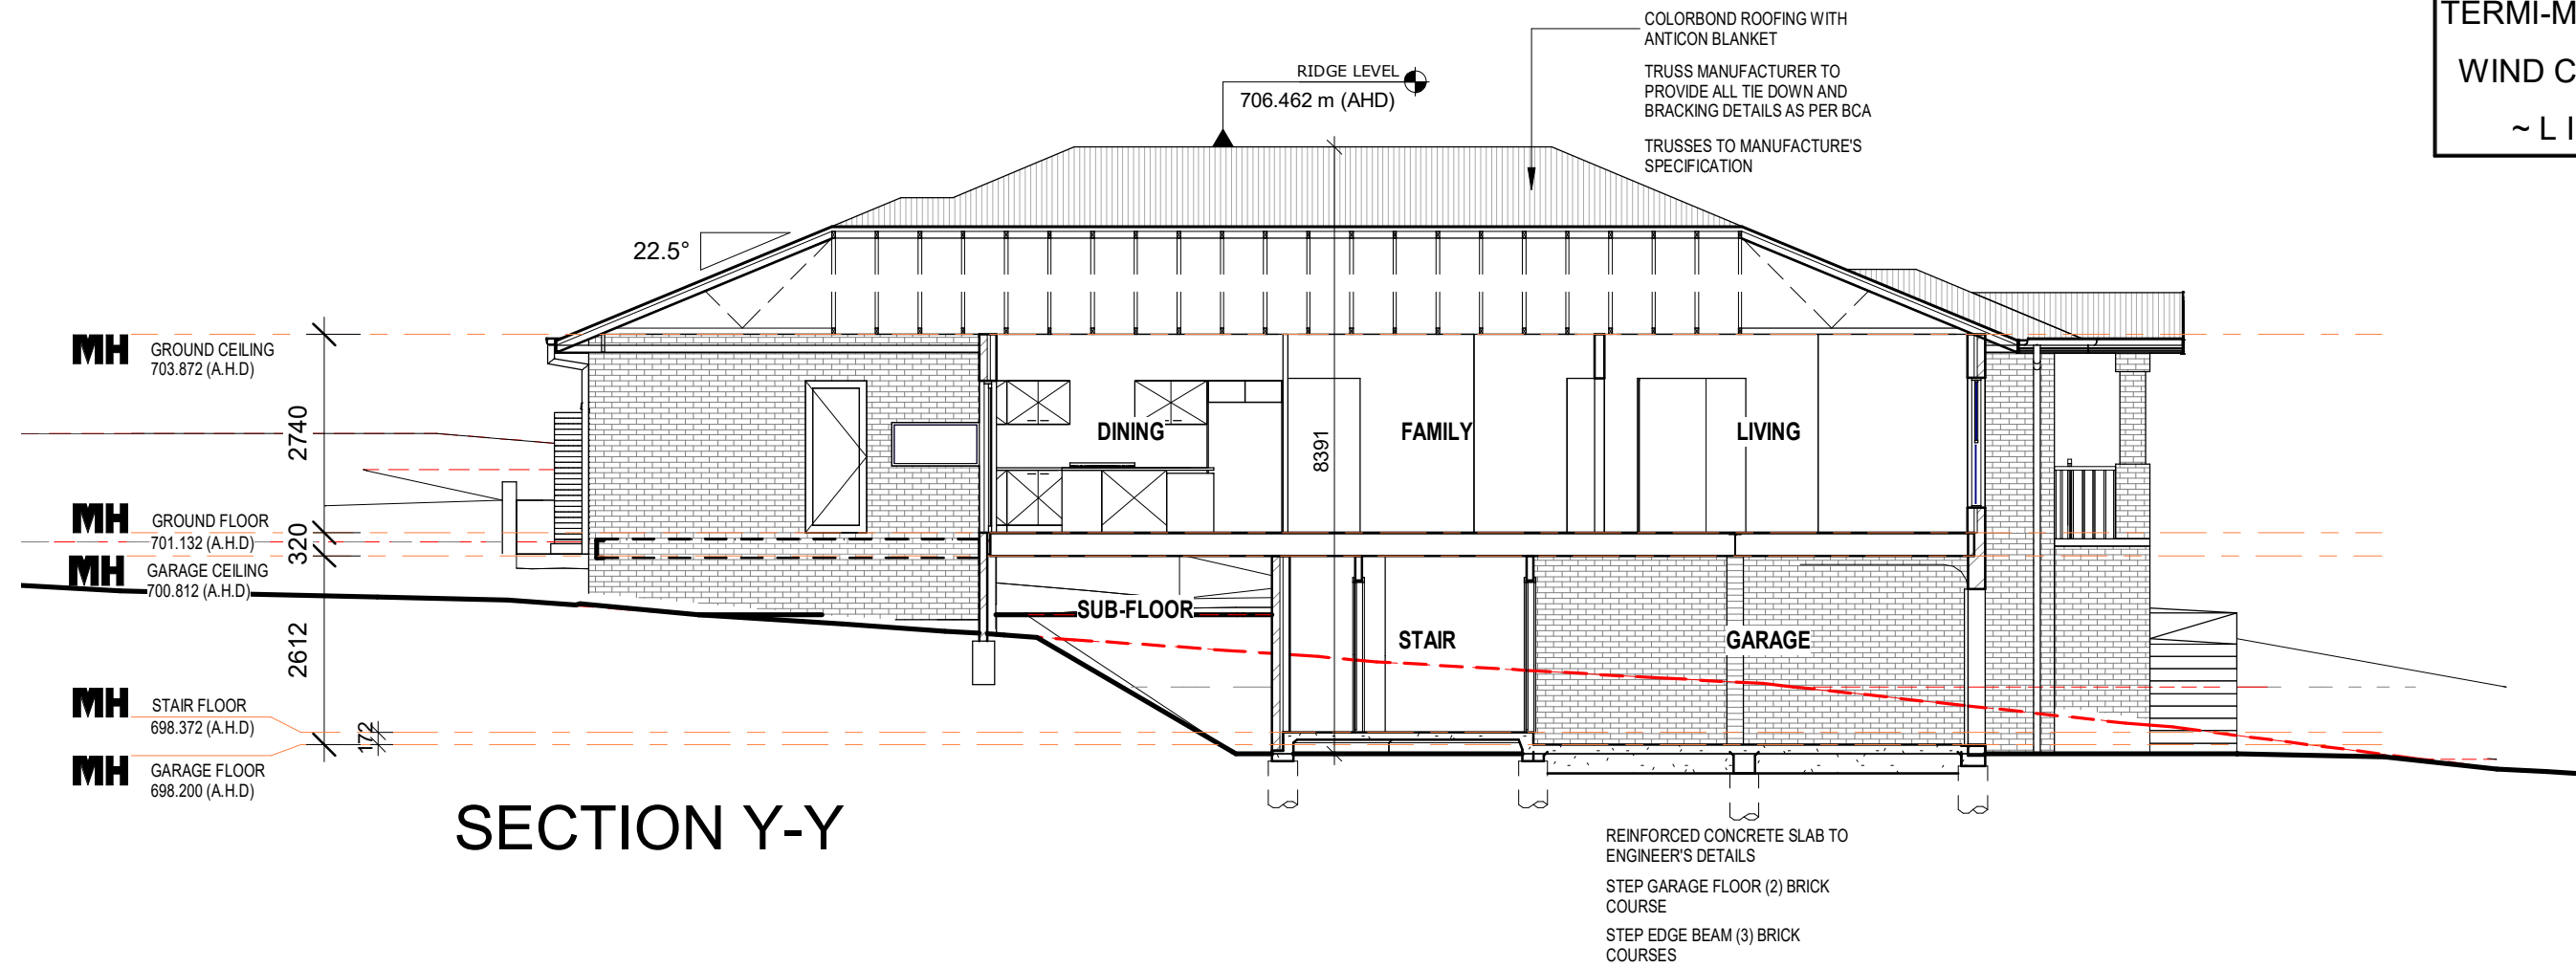 COLORBOND ROOFING WITH
ANTICON BLANKET
TRUSS MANUFACTURER TO
PROVIDE ALL TIE DOWN AND
BRACKING DETAILS AS PER BCA
TRUSSES TO MANUFACTURE'S
SPECIFICATION
TERMI-M
WIND C
~ L I
RIDGE LEVEL
706.462 m (AHD)
22.5°
MH GROUND CEILING
703.872 (A.H.D)
2740
8391
DINING
FAMILY
LIVING
MH GROUND FLOOR
701.132 (A.H.D)
320
MH GARAGE CEILING
700.812 (A.H.D)
SUB-FLOOR
STAIR
GARAGE
2612
MH STAIR FLOOR
698.372 (A.H.D)
172
MH GARAGE FLOOR
698.200 (A.H.D)
SECTION Y-Y
REINFORCED CONCRETE SLAB TO
ENGINEER'S DETAILS
STEP GARAGE FLOOR (2) BRICK
COURSE
STEP EDGE BEAM (3) BRICK
COURSES